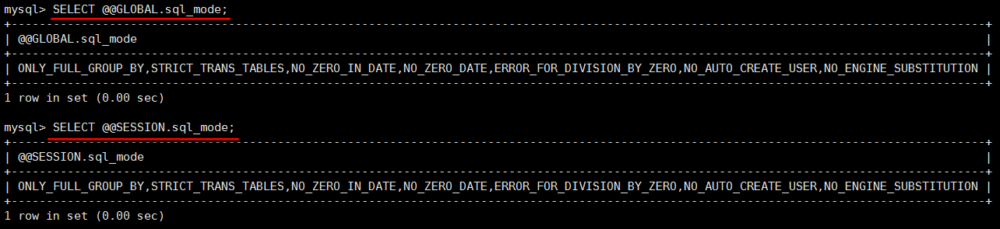 mysql> SELECT @@GLOBAL.sql_mode;
+-------------------------------------------------------------------------------------------------------------------------------------------+
| @@GLOBAL.sql_mode                                                                                                                         |
+-------------------------------------------------------------------------------------------------------------------------------------------+
| ONLY_FULL_GROUP_BY,STRICT_TRANS_TABLES,NO_ZERO_IN_DATE,NO_ZERO_DATE,ERROR_FOR_DIVISION_BY_ZERO,NO_AUTO_CREATE_USER,NO_ENGINE_SUBSTITUTION |
+-------------------------------------------------------------------------------------------------------------------------------------------+
1 row in set (0.00 sec)
mysql> SELECT @@SESSION.sql_mode;
+-------------------------------------------------------------------------------------------------------------------------------------------+
| @@SESSION.sql_mode                                                                                                                        |
+-------------------------------------------------------------------------------------------------------------------------------------------+
| ONLY_FULL_GROUP_BY,STRICT_TRANS_TABLES,NO_ZERO_IN_DATE,NO_ZERO_DATE,ERROR_FOR_DIVISION_BY_ZERO,NO_AUTO_CREATE_USER,NO_ENGINE_SUBSTITUTION |
+-------------------------------------------------------------------------------------------------------------------------------------------+
1 row in set (0.00 sec)